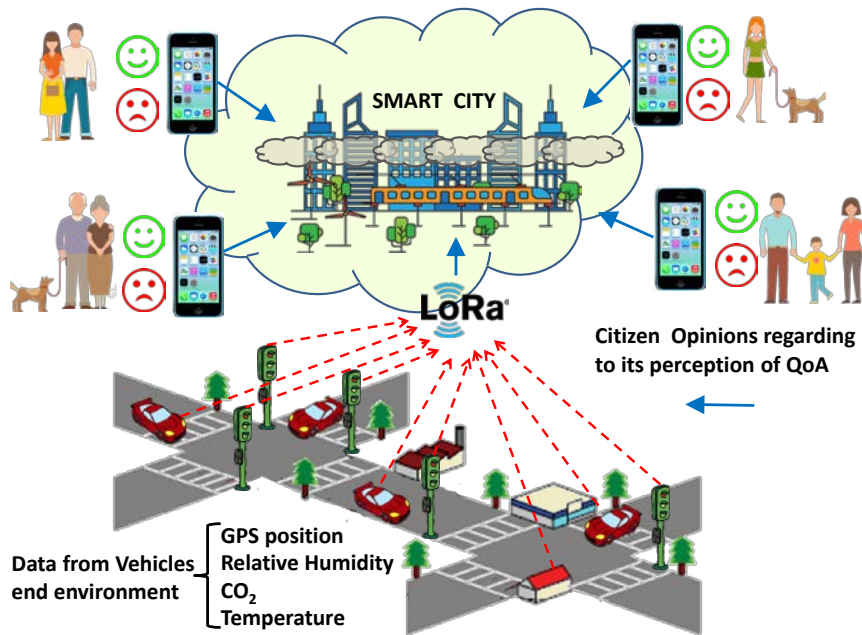 SMART CITY
LoRa
Citizen Opinions regarding
to its perception of QoA
Data from Vehicles
end environment
GPS position
Relative Humidity
CO₂
Temperature